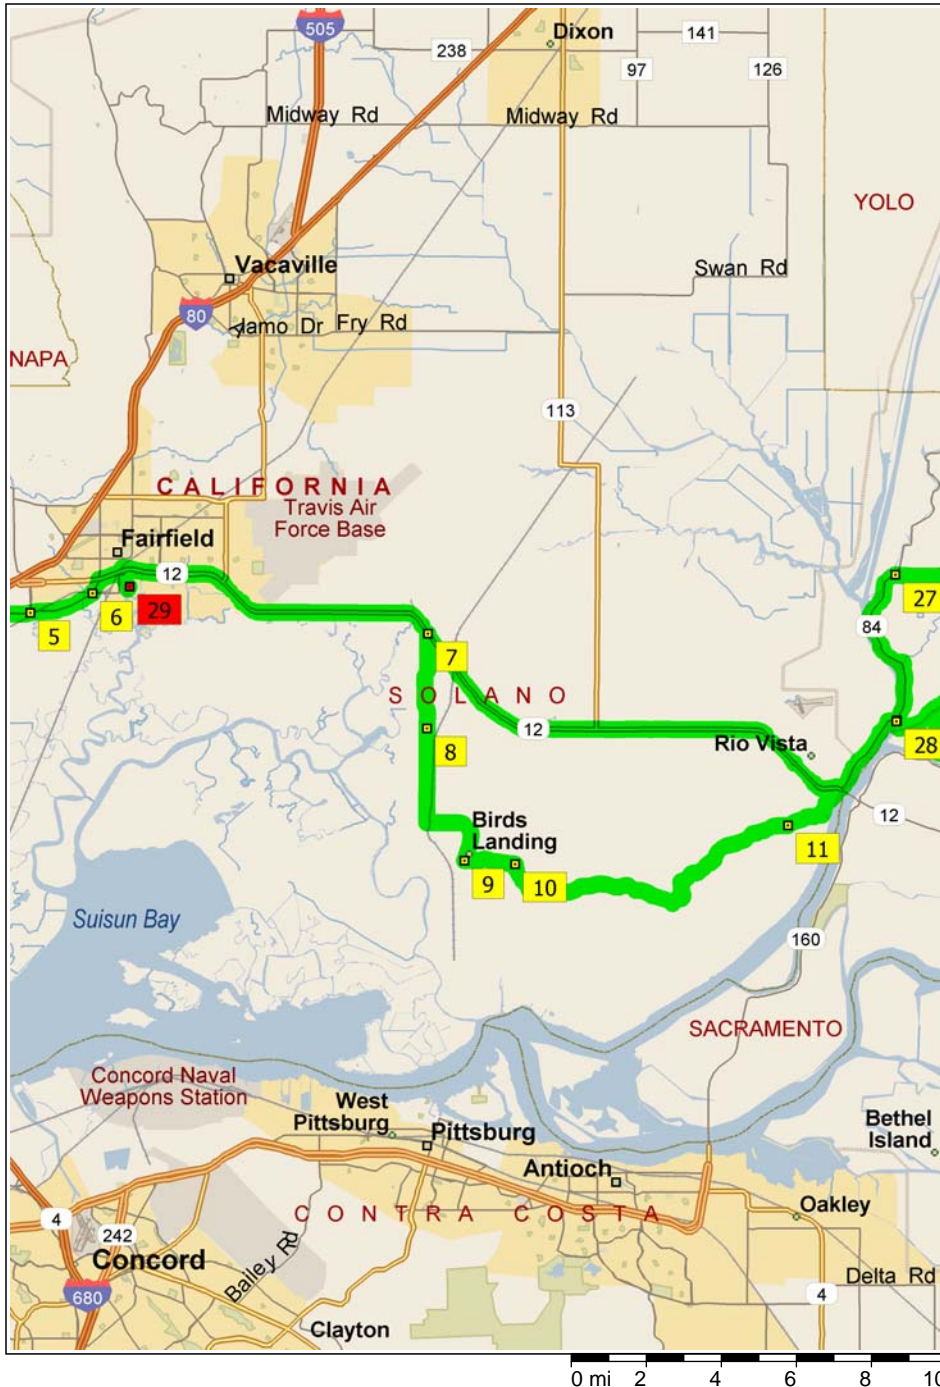 505
Dixon
141
238
97
126
Midway Rd
Midway Rd
YOLO
Vacaville
Swan Rd
80
Alamo Dr
Fry Rd
NAPA
113
CALIFORNIA
Travis Air
Force Base
Fairfield
12
27
5
6
29
84
7
SOLANO
12
Rio Vista
28
8
12
Birds
Landing
11
9
10
Suisun Bay
160
SACRAMENTO
Concord Naval
Weapons Station
West
Pittsburg
Pittsburg
Bethel
Island
Antioch
Oakley
CONTRA COSTA
4
242
Concord
Bailey Rd
Delta Rd
680
4
Clayton
0 mi 2 4 6 8 10